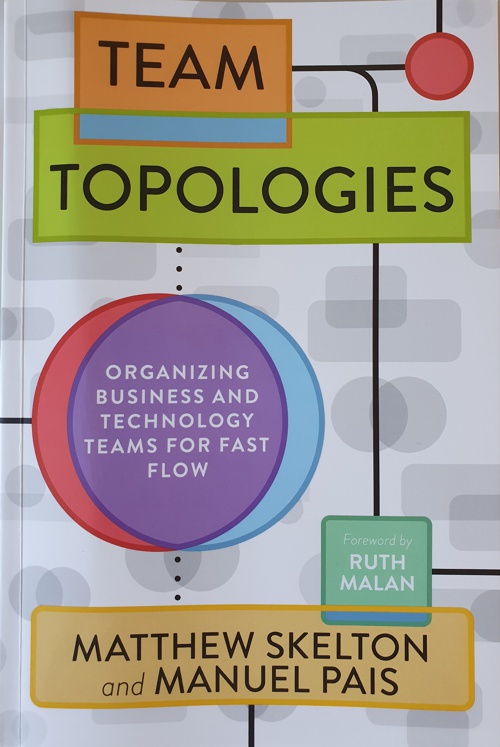 TEAM
TOPOLOGIES
ORGANIZING
BUSINESS AND
TECHNOLOGY
TEAMS FOR FAST
FLOW
Foreword by
RUTH
MALAN
MATTHEW SKELTON
and MANUEL PAIS